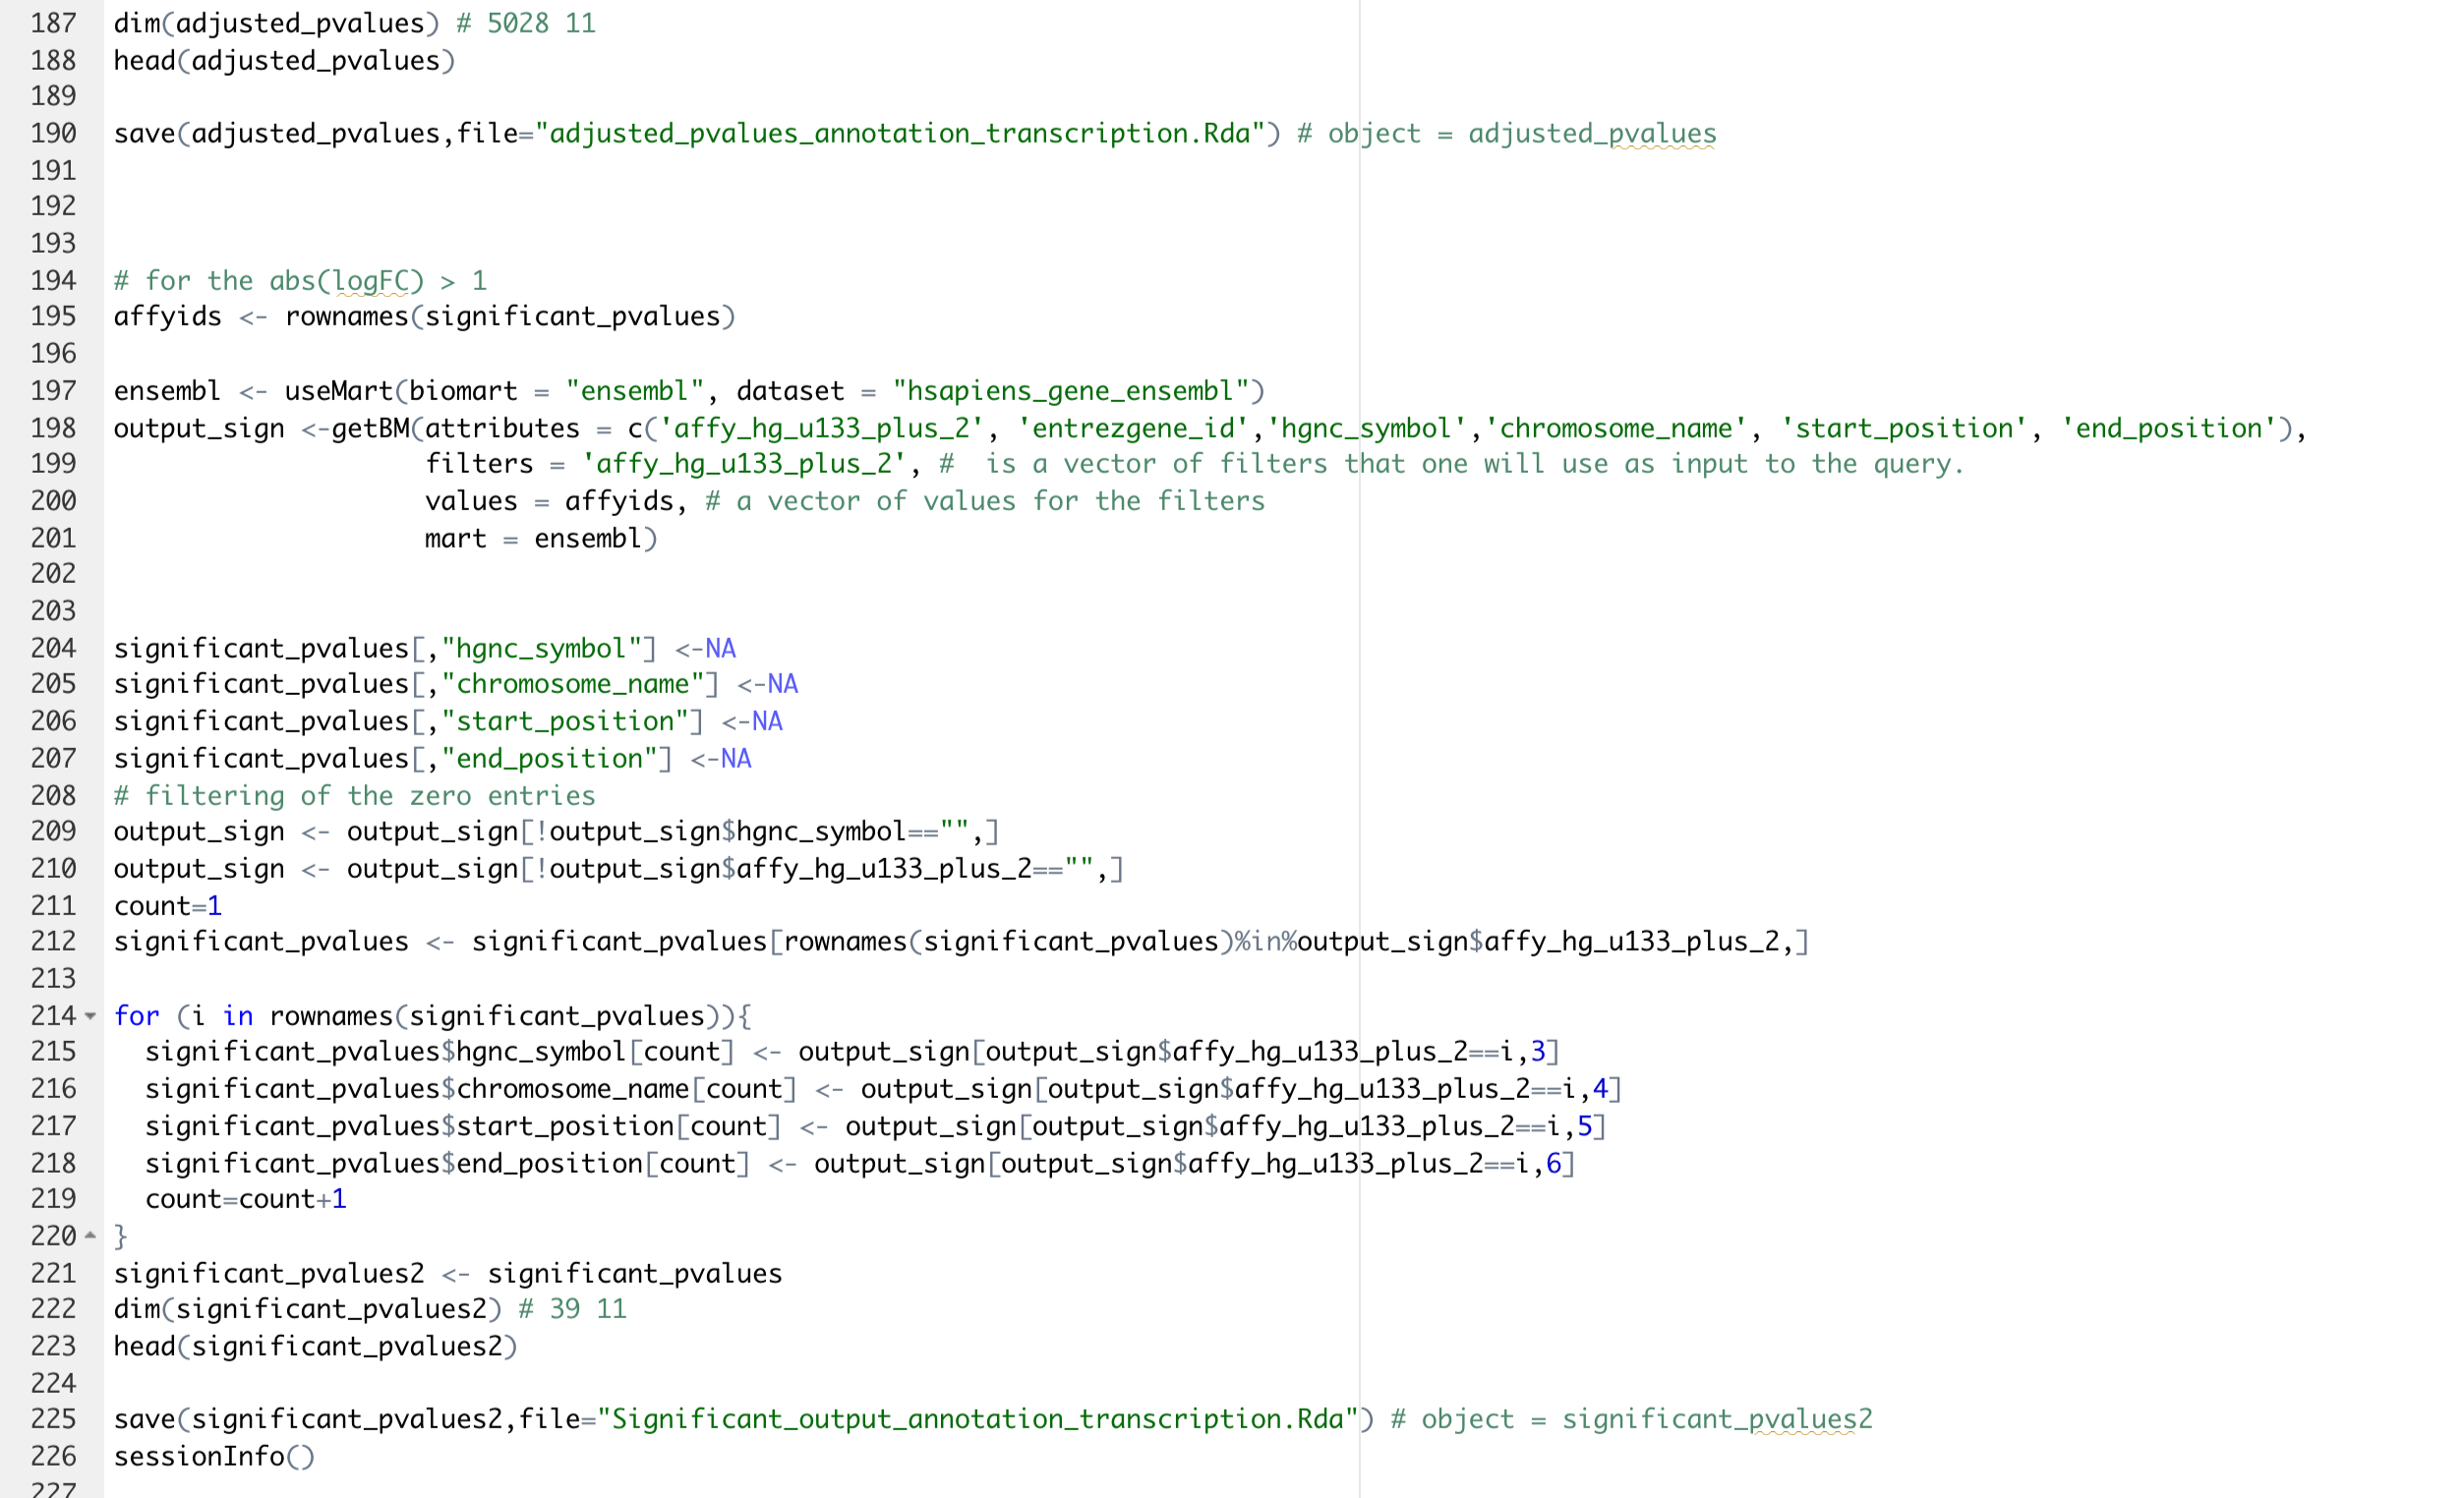 187 dim(adjusted_pvalues) # 5028 11
188 head(adjusted_pvalues)
189
190 save(adjusted_pvalues,file="adjusted_pvalues_annotation_transcription.Rda") # object = adjusted_pvalues
191
192
193
194 # for the abs(logFC) > 1
195 affyids <- rownames(significant_pvalues)
196
197 ensembl <- useMart(biomart = "ensembl", dataset = "hsapiens_gene_ensembl")
198 output_sign <-getBM(attributes = c('affy_hg_u133_plus_2', 'entrezgene_id','hgnc_symbol','chromosome_name', 'start_position', 'end_position'),
199                     filters = 'affy_hg_u133_plus_2', #  is a vector of filters that one will use as input to the query.
200                     values = affyids, # a vector of values for the filters
201                     mart = ensembl)
202
203
204 significant_pvalues[,"hgnc_symbol"] <-NA
205 significant_pvalues[,"chromosome_name"] <-NA
206 significant_pvalues[,"start_position"] <-NA
207 significant_pvalues[,"end_position"] <-NA
208 # filtering of the zero entries
209 output_sign <- output_sign[!output_sign$hgnc_symbol=="",]
210 output_sign <- output_sign[!output_sign$affy_hg_u133_plus_2=="",]
211 count=1
212 significant_pvalues <- significant_pvalues[rownames(significant_pvalues)%in%output_sign$affy_hg_u133_plus_2,]
213
214 for (i in rownames(significant_pvalues)){
215   significant_pvalues$hgnc_symbol[count] <- output_sign[output_sign$affy_hg_u133_plus_2==i,3]
216   significant_pvalues$chromosome_name[count] <- output_sign[output_sign$affy_hg_u133_plus_2==i,4]
217   significant_pvalues$start_position[count] <- output_sign[output_sign$affy_hg_u133_plus_2==i,5]
218   significant_pvalues$end_position[count] <- output_sign[output_sign$affy_hg_u133_plus_2==i,6]
219   count=count+1
220 }
221 significant_pvalues2 <- significant_pvalues
222 dim(significant_pvalues2) # 39 11
223 head(significant_pvalues2)
224
225 save(significant_pvalues2,file="Significant_output_annotation_transcription.Rda") # object = significant_pvalues2
226 sessionInfo()
227